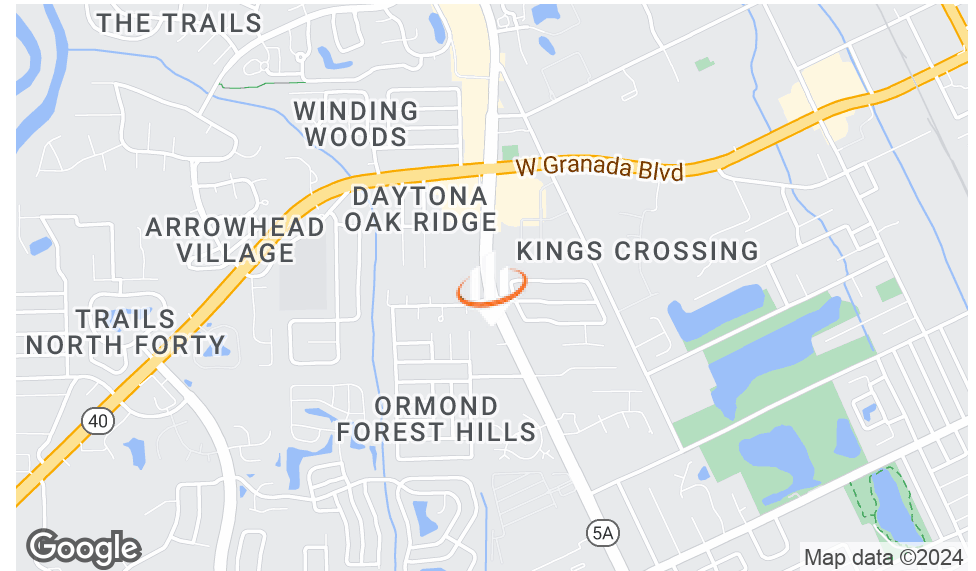 THE TRAILS
WINDING
WOODS
W Granada Blvd
DAYTONA
OAK RIDGE
ARROWHEAD
VILLAGE
KINGS CROSSING
TRAILS
NORTH FORTY
ORMOND
FOREST HILLS
40
5A
Google
Map data ©2024